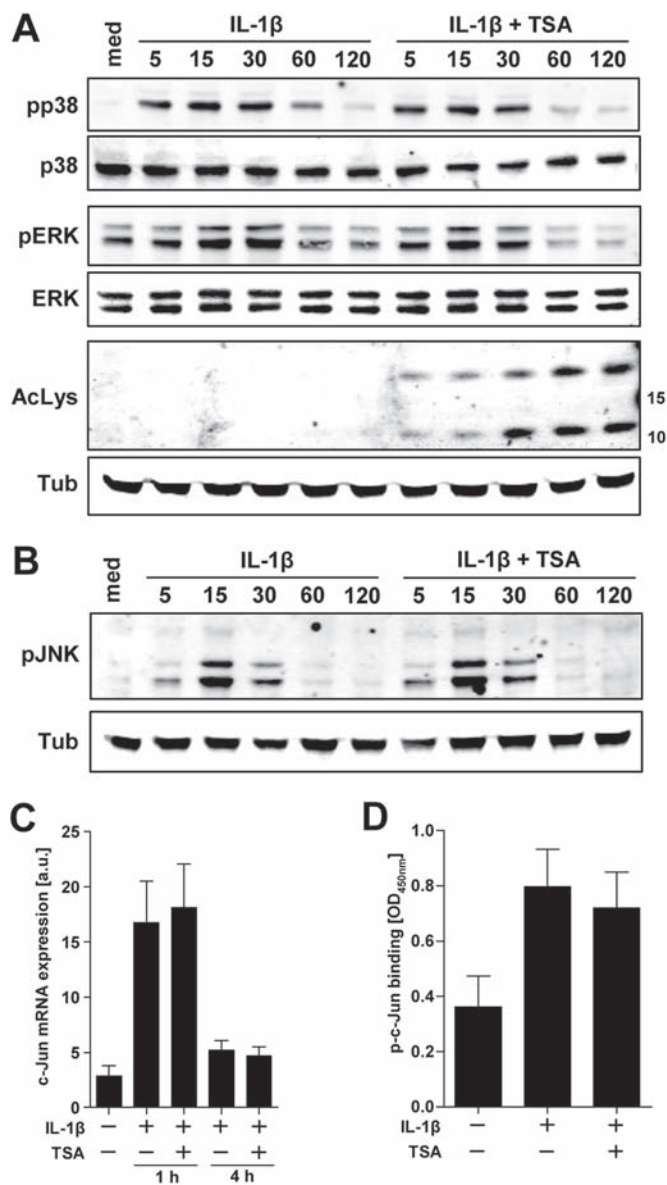 A
med
IL-1β
IL-1β + TSA
5 15 30 60 120 5 15 30 60 120
pp38
p38
pERK
ERK
AcLys
15
10
Tub
B
med
IL-1β
IL-1β + TSA
5 15 30 60 120 5 15 30 60 120
pJNK
Tub
C
c-Jun mRNA expression [a.u.]
25
20
15
10
5
0
IL-1β − + + + +
TSA − − + − +
1 h 4 h
D
p-c-Jun binding [OD450nm]
1.0
0.8
0.6
0.4
0.2
0.0
IL-1β − + +
TSA − − +